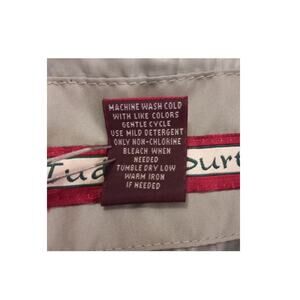 MACHINE WASH COLD
WITH LIKE COLORS
GENTLE CYCLE
USE MILD DETERGENT
ONLY NON-CHLORINE
BLEACH WHEN
NEEDED
TUMBLE DRY LOW
WARM IRON
IF NEEDED